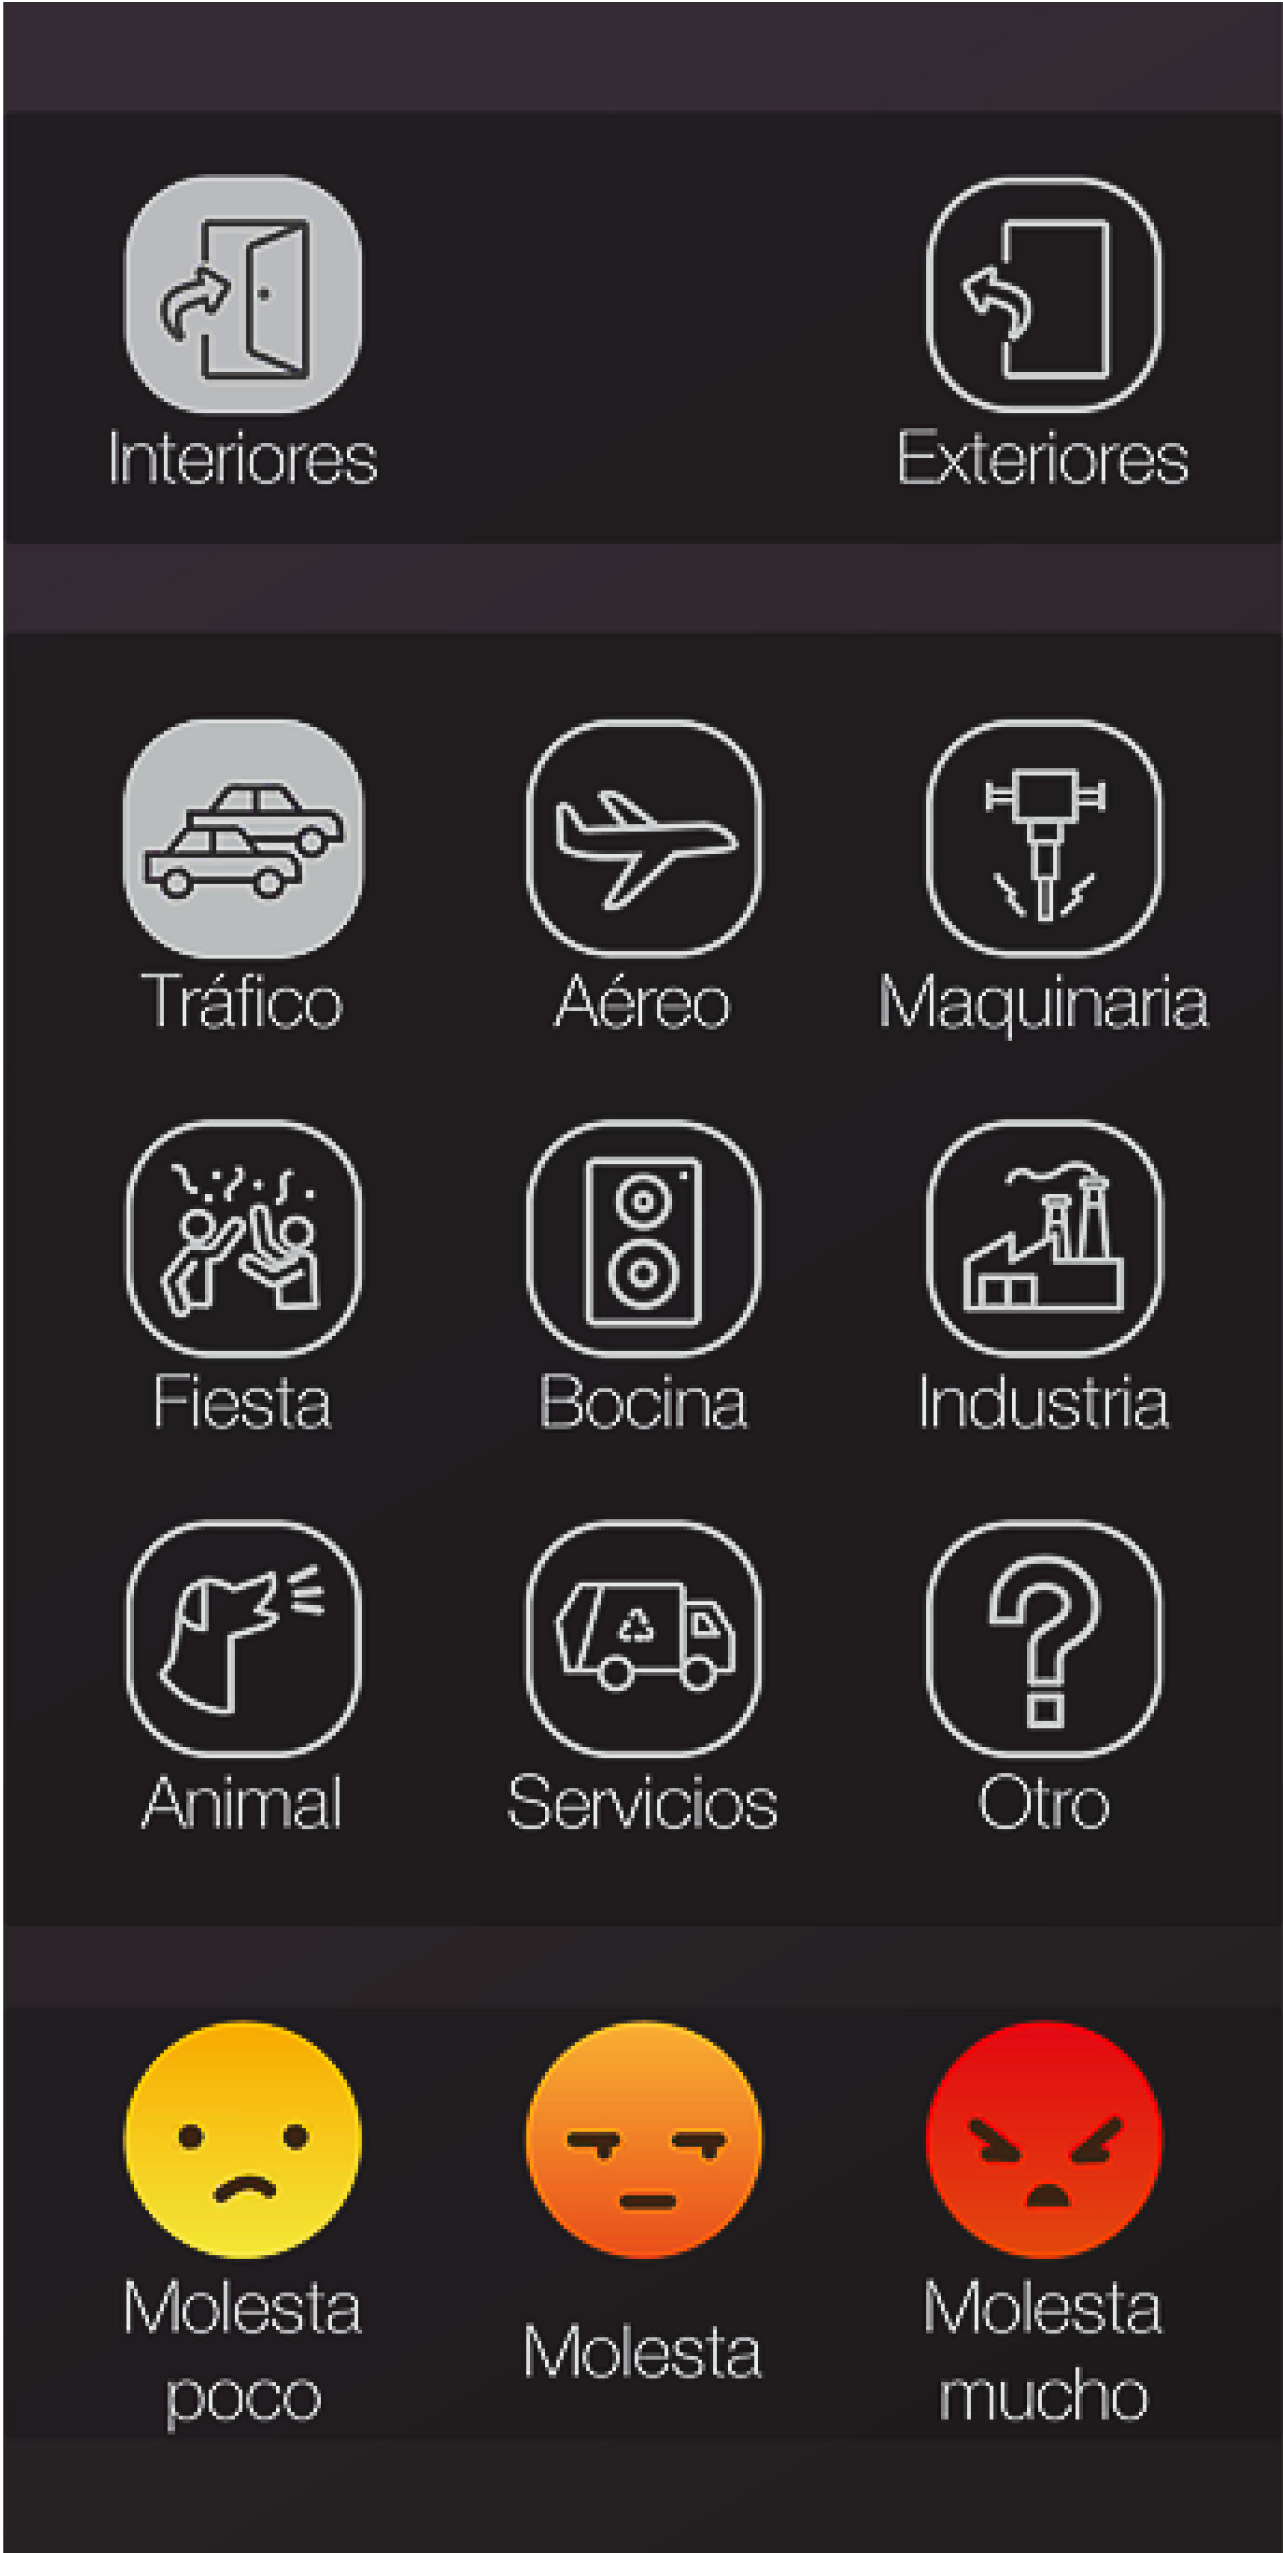 Interiores
Exteriores
Tráfico
Aéreo
Maquinaria
Fiesta
Bocina
Industria
Animal
Servicios
Otro
Molesta
poco
Molesta
Molesta
mucho